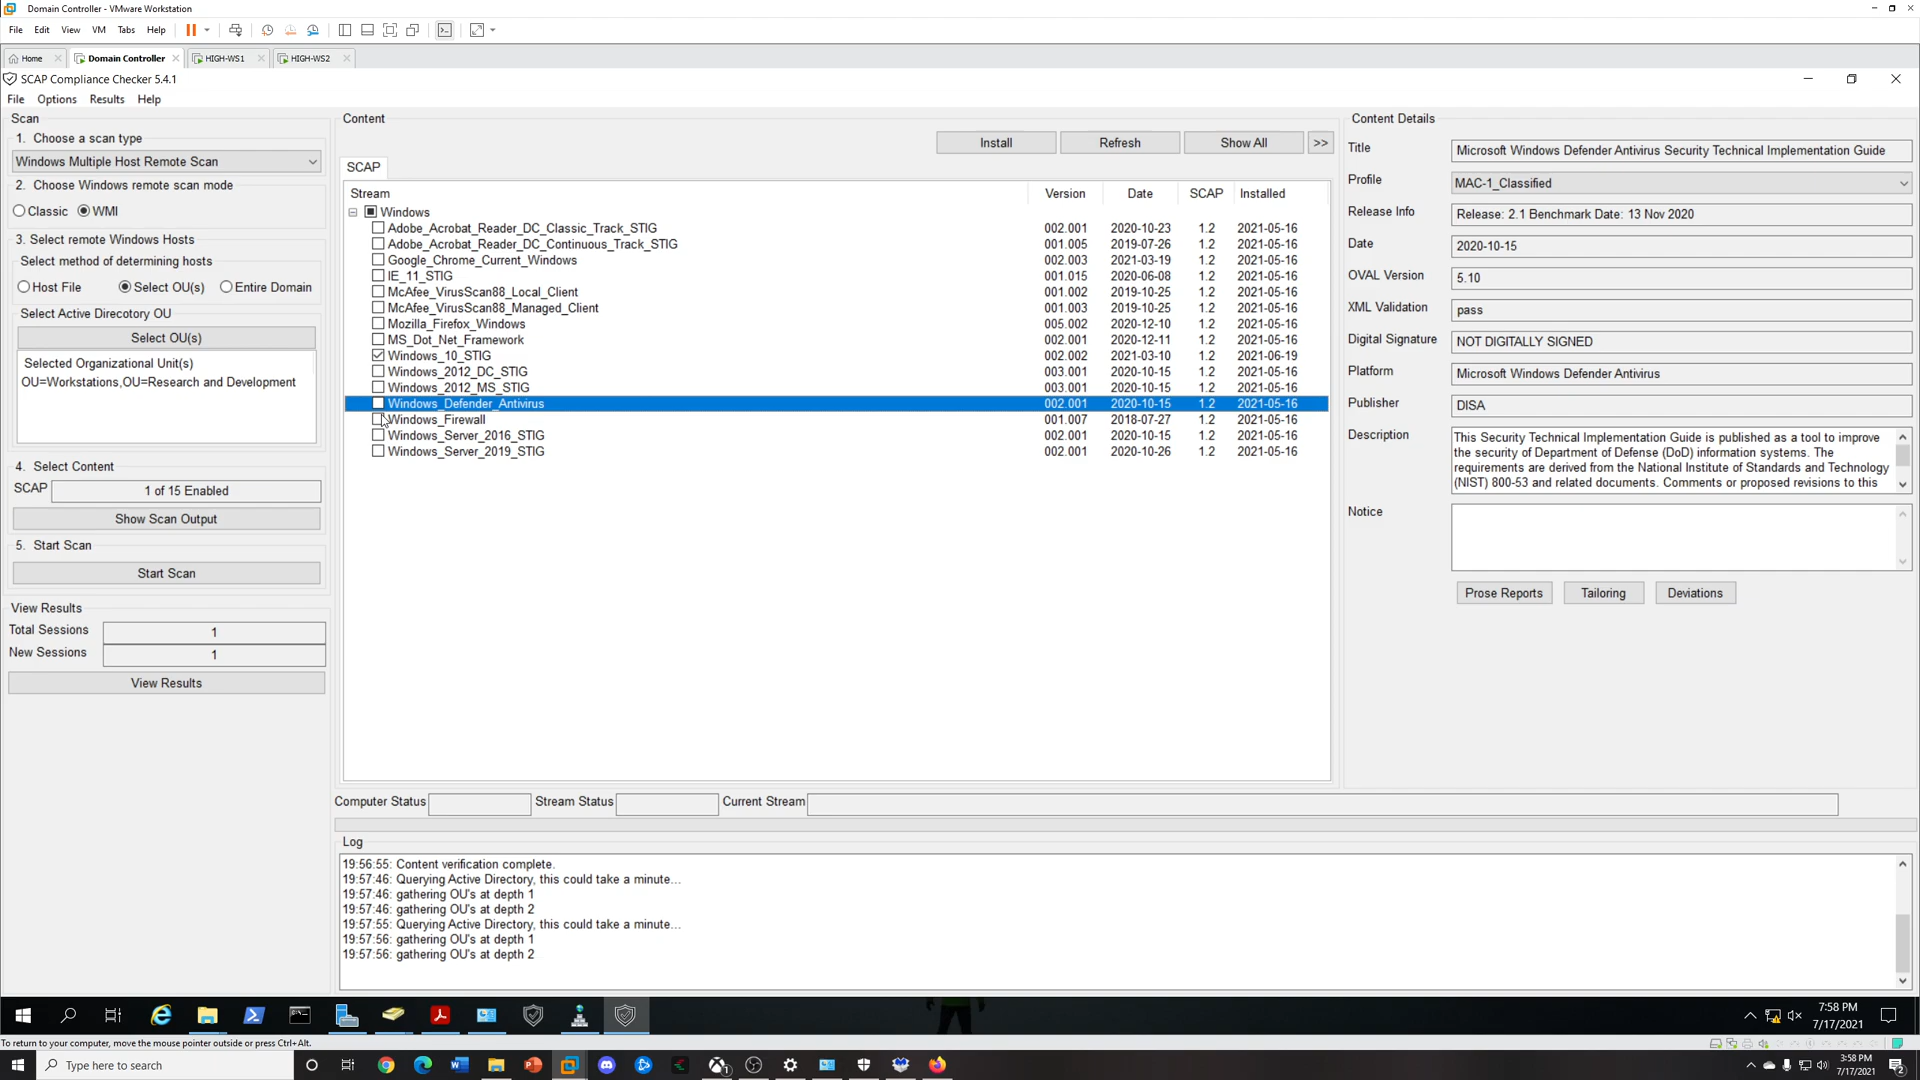 Domain Controller - VMware Workstation
File Edit View VM Tabs Help
Home Domain Controller HIGH-WS1 HIGH-WS2
SCAP Compliance Checker 5.4.1
File Options Results Help
Scan
1. Choose a scan type
Windows Multiple Host Remote Scan
2. Choose Windows remote scan mode
Classic WMI
3. Select remote Windows Hosts
Select method of determining hosts
Host File Select OU(s) Entire Domain
Select Active Direcotory OU
Select OU(s)
Selected Organizational Unit(s)
OU=Workstations,OU=Research and Development
4. Select Content
SCAP 1 of 15 Enabled
Show Scan Output
5. Start Scan
Start Scan
View Results
Total Sessions 1
New Sessions 1
View Results
Content
Install Refresh Show All >>
SCAP
Stream Version Date SCAP Installed
Windows
Adobe_Acrobat_Reader_DC_Classic_Track_STIG 002.001 2020-10-23 1.2 2021-05-16
Adobe_Acrobat_Reader_DC_Continuous_Track_STIG 001.005 2019-07-26 1.2 2021-05-16
Google_Chrome_Current_Windows 002.003 2021-03-19 1.2 2021-05-16
IE_11_STIG 001.015 2020-06-08 1.2 2021-05-16
McAfee_VirusScan88_Local_Client 001.002 2019-10-25 1.2 2021-05-16
McAfee_VirusScan88_Managed_Client 001.003 2019-10-25 1.2 2021-05-16
Mozilla_Firefox_Windows 005.002 2020-12-10 1.2 2021-05-16
MS_Dot_Net_Framework 002.001 2020-12-11 1.2 2021-05-16
Windows_10_STIG 002.002 2021-03-10 1.2 2021-06-19
Windows_2012_DC_STIG 003.001 2020-10-15 1.2 2021-05-16
Windows_2012_MS_STIG 003.001 2020-10-15 1.2 2021-05-16
Windows_Defender_Antivirus 002.001 2020-10-15 1.2 2021-05-16
Windows_Firewall 001.007 2018-07-27 1.2 2021-05-16
Windows_Server_2016_STIG 002.001 2020-10-15 1.2 2021-05-16
Windows_Server_2019_STIG 002.001 2020-10-26 1.2 2021-05-16
Content Details
Title Microsoft Windows Defender Antivirus Security Technical Implementation Guide
Profile MAC-1_Classified
Release Info Release: 2.1 Benchmark Date: 13 Nov 2020
Date 2020-10-15
OVAL Version 5.10
XML Validation pass
Digital Signature NOT DIGITALLY SIGNED
Platform Microsoft Windows Defender Antivirus
Publisher DISA
Description This Security Technical Implementation Guide is published as a tool to improve
the security of Department of Defense (DoD) information systems. The
requirements are derived from the National Institute of Standards and Technology
(NIST) 800-53 and related documents. Comments or proposed revisions to this
Notice
Prose Reports Tailoring Deviations
Computer Status Stream Status Current Stream
Log
19:56:55: Content verification complete.
19:57:46: Querying Active Directory, this could take a minute...
19:57:46: gathering OU's at depth 1
19:57:46: gathering OU's at depth 2
19:57:55: Querying Active Directory, this could take a minute...
19:57:56: gathering OU's at depth 1
19:57:56: gathering OU's at depth 2
7:58 PM
7/17/2021
To return to your computer, move the mouse pointer outside or press Ctrl+Alt.
Type here to search
3:58 PM
7/17/2021